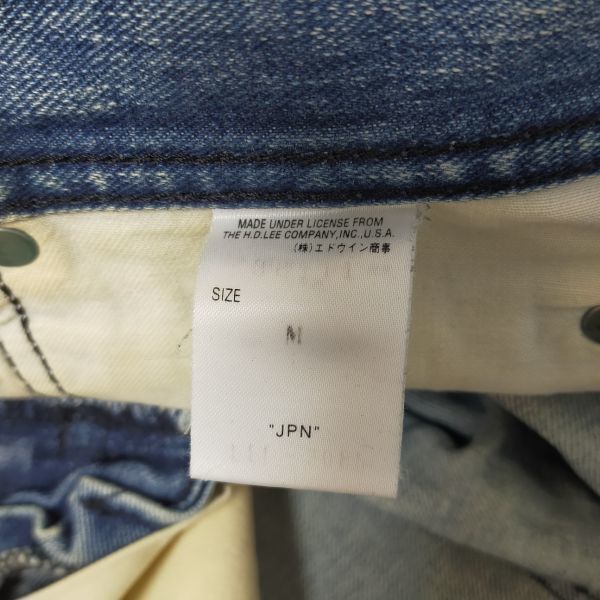 MADE UNDER LICENSE FROM
THE H.D.LEE COMPANY,INC.,U.S.A.
(株)エドウイン商事
SIZE
M
"JPN"